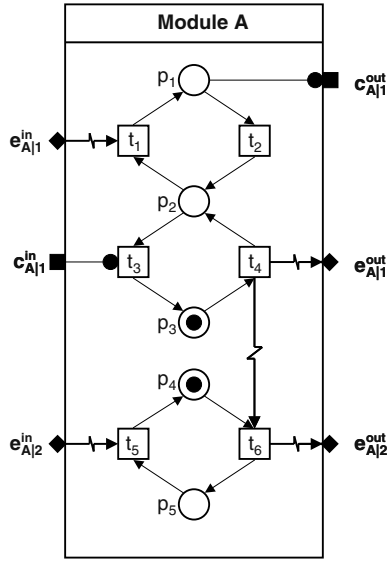 Module A
p₁
c^out_A|1
e^in_A|1
t₁
t₂
p₂
c^in_A|1
t₃
t₄
e^out_A|1
p₃
p₄
e^in_A|2
t₅
t₆
e^out_A|2
p₅